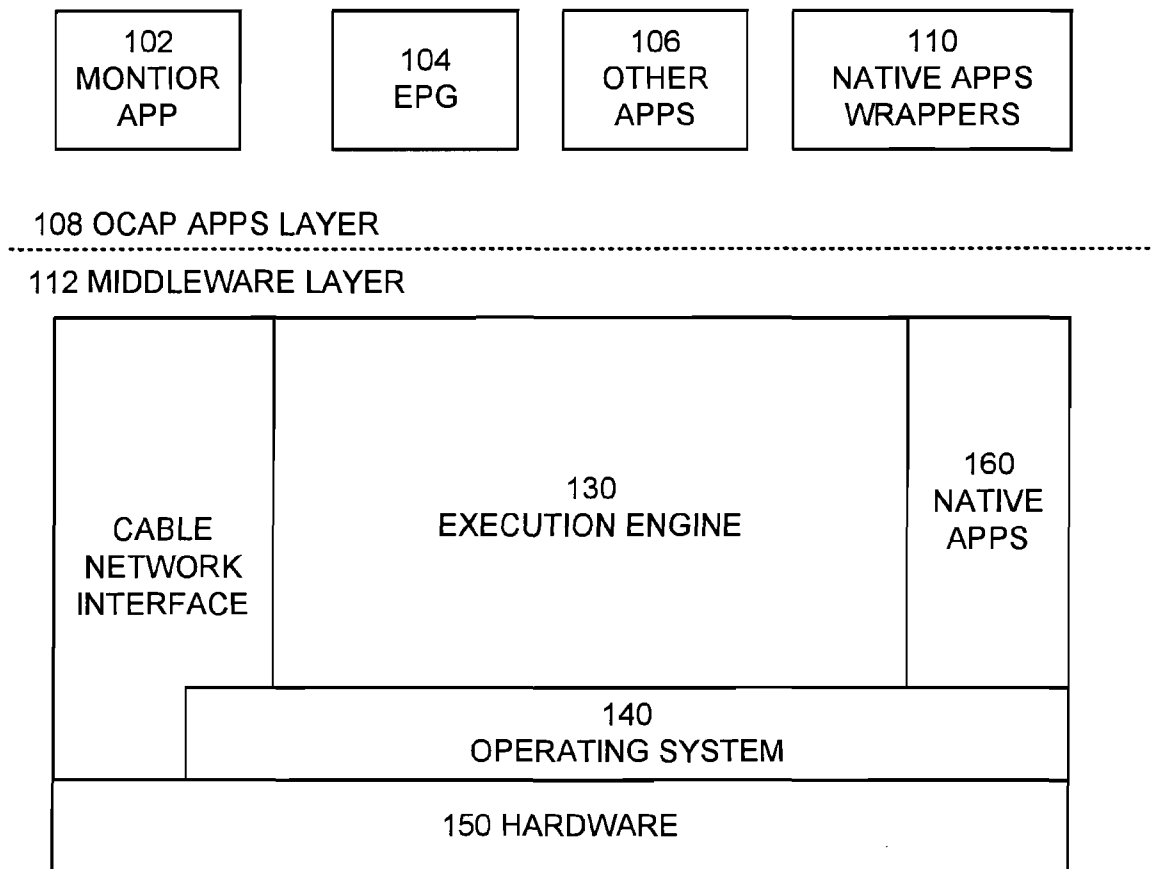 102
MONTIOR
APP
104
EPG
106
OTHER
APPS
110
NATIVE APPS
WRAPPERS
108 OCAP APPS LAYER
112 MIDDLEWARE LAYER
CABLE
NETWORK
INTERFACE
130
EXECUTION ENGINE
160
NATIVE
APPS
140
OPERATING SYSTEM
150 HARDWARE